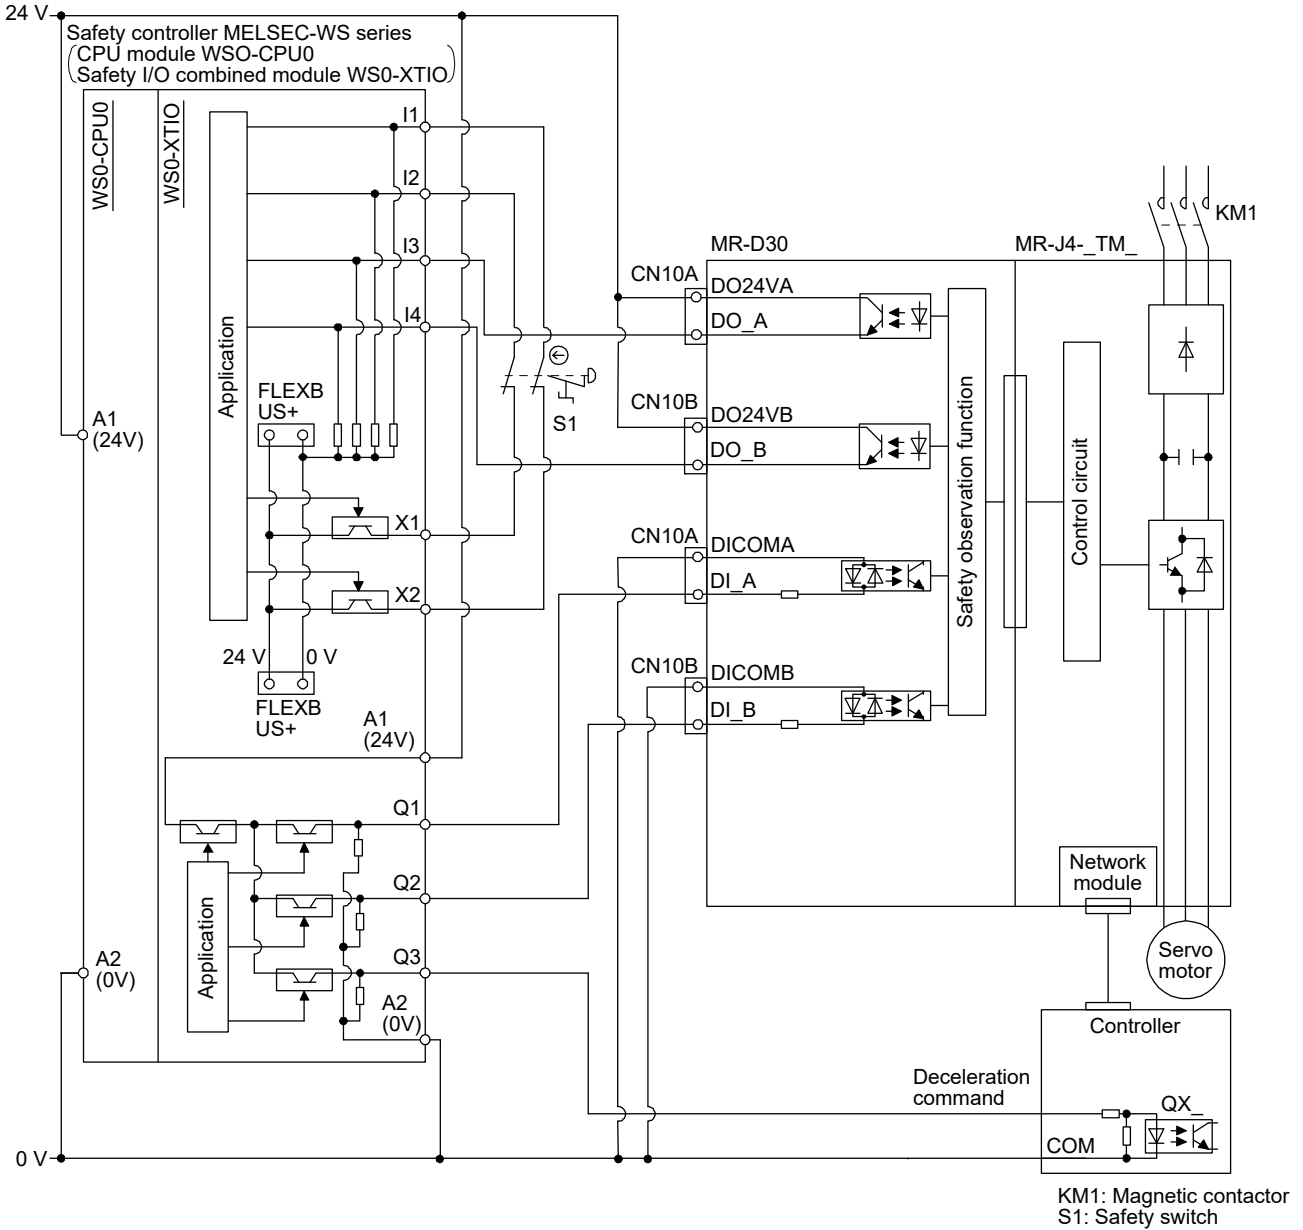 24 V
Safety controller MELSEC-WS series
CPU module WSO-CPU0
Safety I/O combined module WS0-XTIO
WS0-CPU0
WS0-XTIO
I1
I2
I3
I4
Application
FLEXB
US+
A1
(24V)
X1
X2
24 V
0 V
FLEXB
US+
A1
(24V)
Q1
Q2
Q3
Application
A2
(0V)
A2
(0V)
0 V
S1
MR-D30
MR-J4-_TM_
KM1
CN10A
DO24VA
DO_A
CN10B
DO24VB
DO_B
CN10A
DICOMA
DI_A
CN10B
DICOMB
DI_B
Safety observation function
Control circuit
Network
module
Servo
motor
Controller
Deceleration
command
QX_
COM
KM1: Magnetic contactor
S1: Safety switch